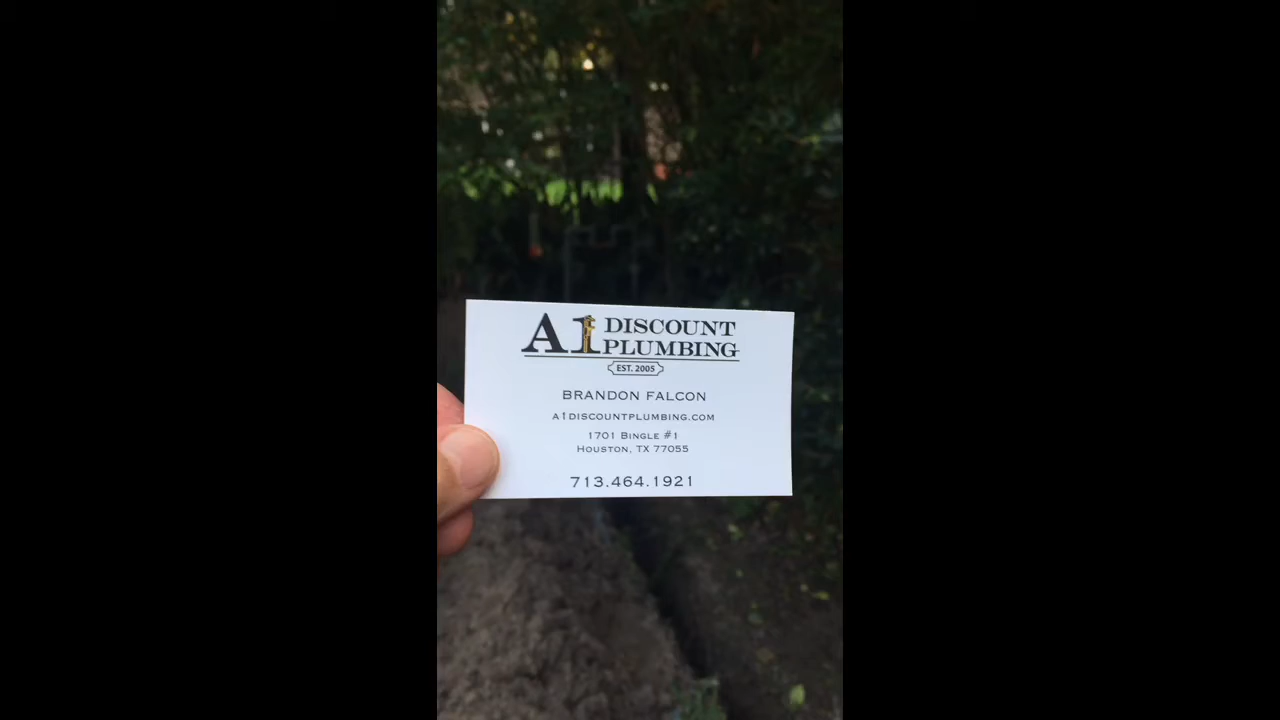 A1 DISCOUNT
PLUMBING
EST. 2005
BRANDON FALCON
A1DISCOUNTPLUMBING.COM
1701 BINGLE #1
HOUSTON, TX 77055
713.464.1921